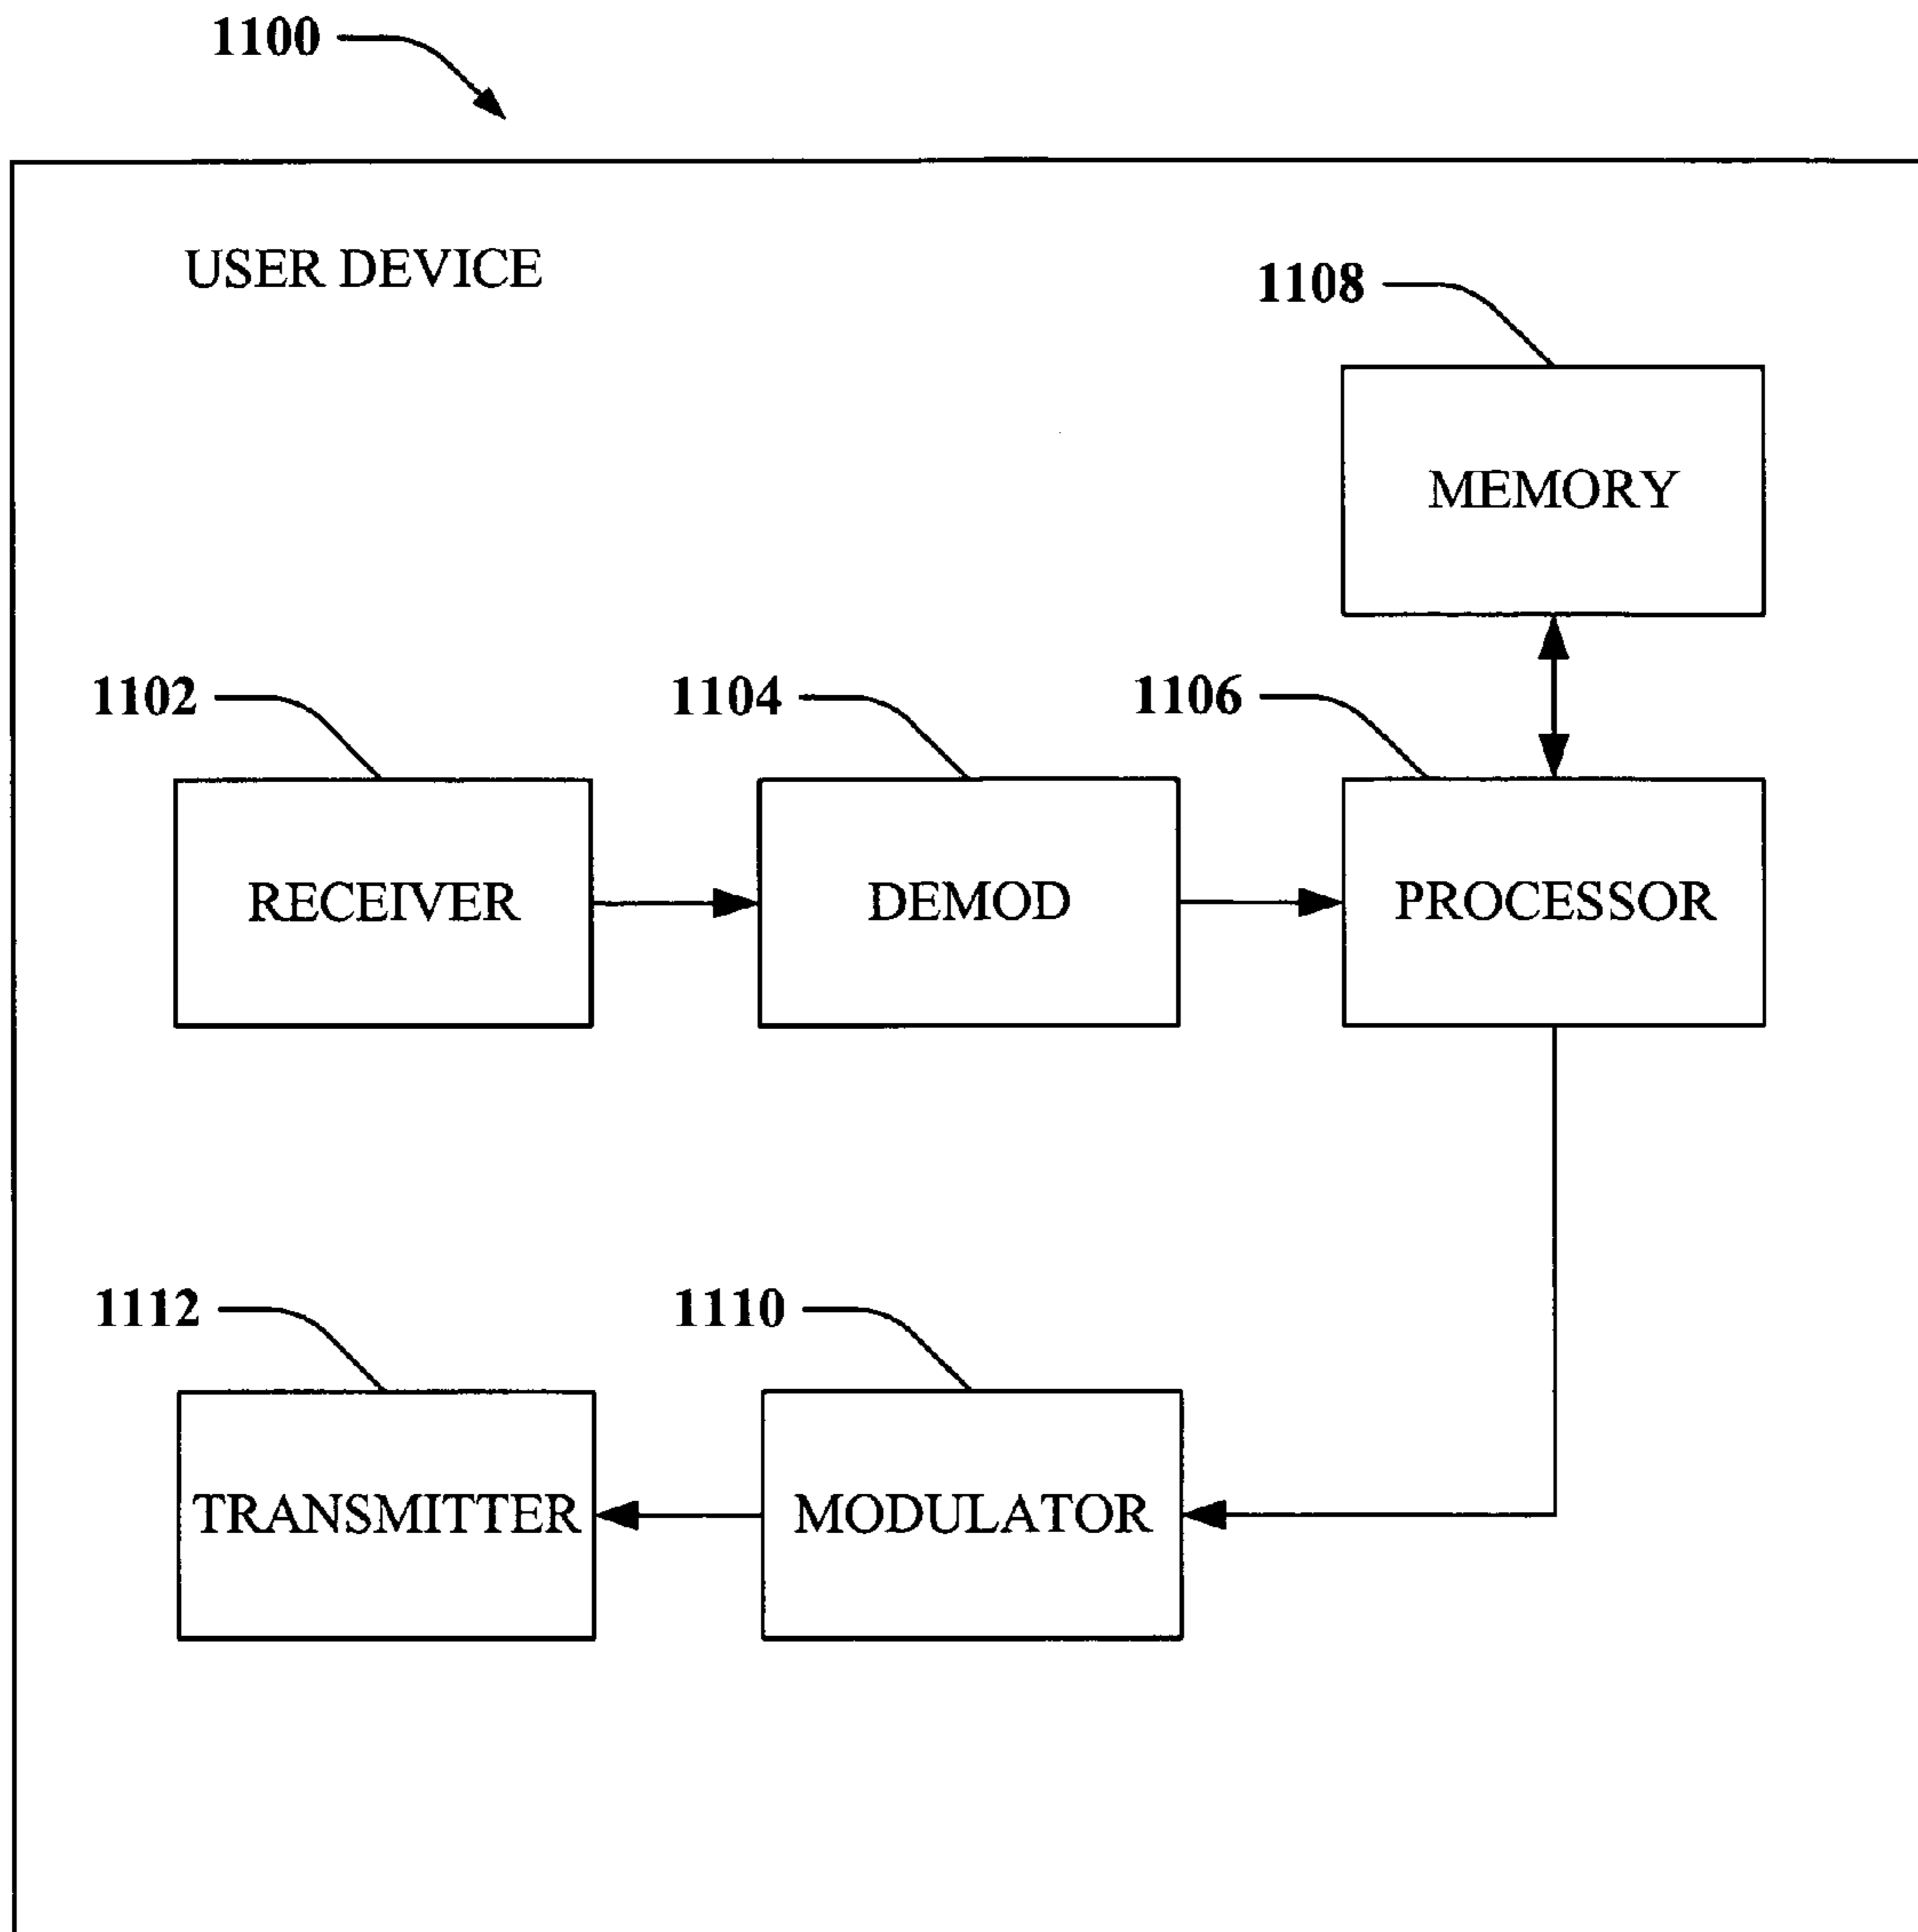 1100
USER DEVICE
1108
MEMORY
1102
1104
1106
RECEIVER
DEMOD
PROCESSOR
1112
1110
TRANSMITTER
MODULATOR